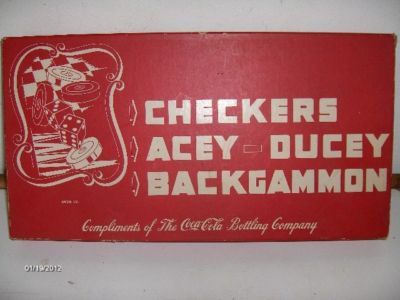 CHECKERS
ACEY - DUCEY
BACKGAMMON
Compliments of The Coca-Cola Bottling Company
01/19/2012